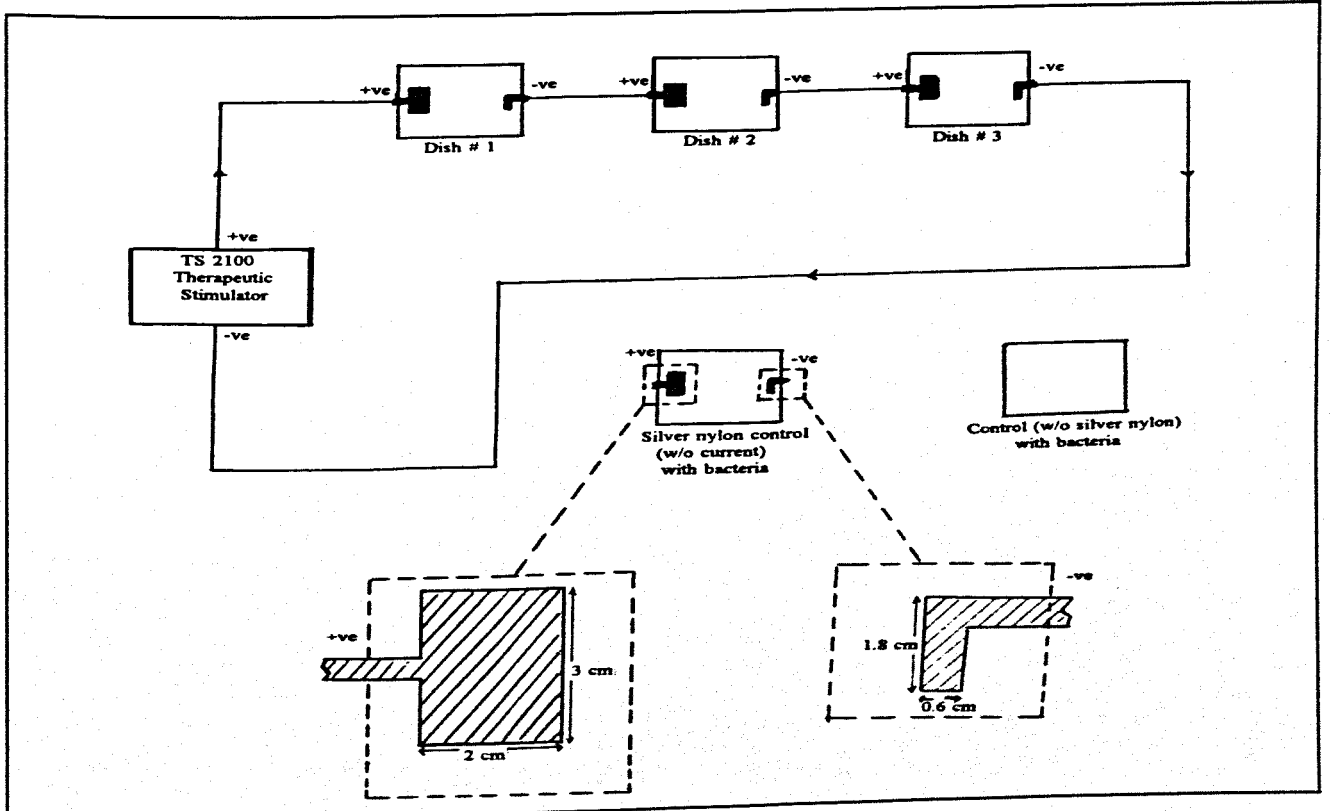 +ve
-ve
+ve
-ve
+ve
-ve
Dish # 1
Dish # 2
Dish # 3
+ve
TS 2100
Therapeutic
Stimulator
-ve
+ve
-ve
Silver nylon control
(w/o current)
with bacteria
Control (w/o silver nylon)
with bacteria
+ve
3 cm
2 cm
-ve
1.8 cm
0.6 cm